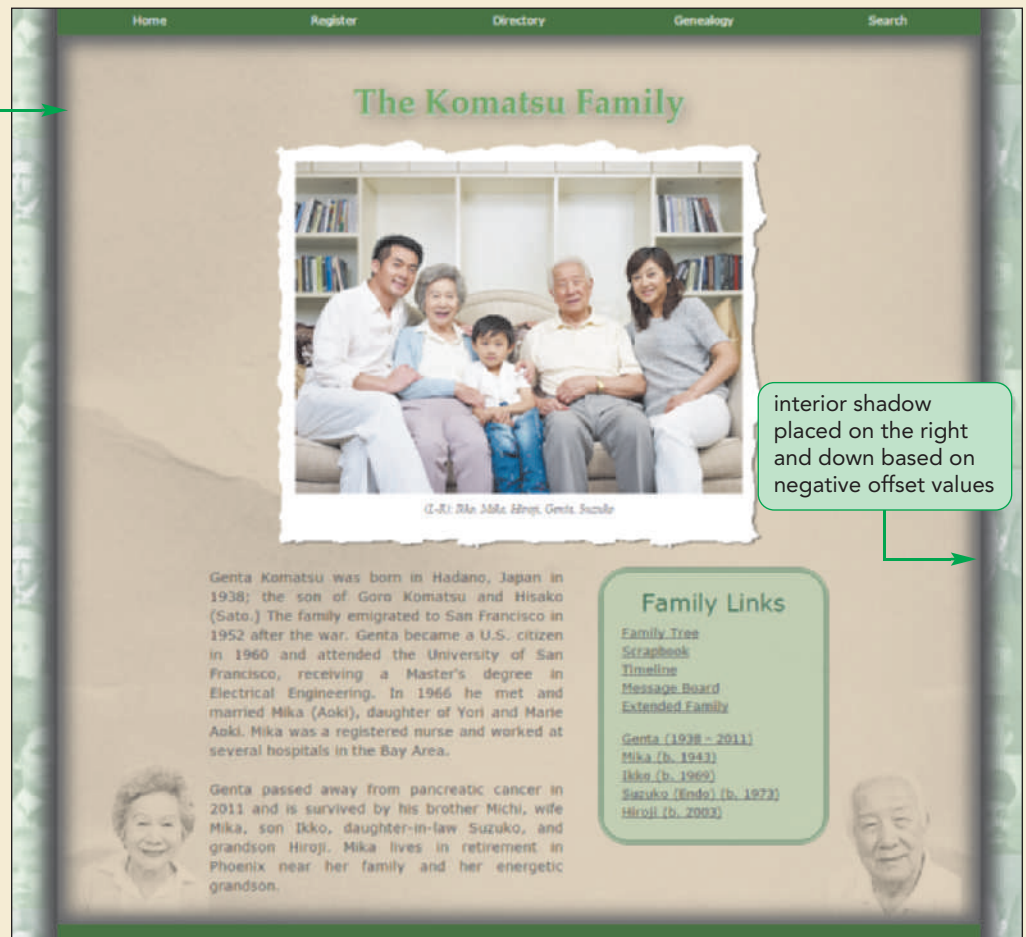 Home Register Directory Genealogy Search
The Komatsu Family
(L-R): Ikko, Mika, Hiroji, Genta, Suzuko
interior shadow
placed on the right
and down based on
negative offset values
Genta Komatsu was born in Hadano, Japan in
1938; the son of Goro Komatsu and Hisako
(Sato.) The family emigrated to San Francisco in
1952 after the war. Genta became a U.S. citizen
in 1960 and attended the University of San
Francisco, receiving a Master's degree in
Electrical Engineering. In 1966 he met and
married Mika (Aoki), daughter of Yori and Marie
Aoki. Mika was a registered nurse and worked at
several hospitals in the Bay Area.
Genta passed away from pancreatic cancer in
2011 and is survived by his brother Michi, wife
Mika, son Ikko, daughter-in-law Suzuko, and
grandson Hiroji. Mika lives in retirement in
Phoenix near her family and her energetic
grandson.
Family Links
Family Tree
Scrapbook
Timeline
Message Board
Extended Family
Genta (1938 - 2011)
Mika (b. 1943)
Ikko (b. 1969)
Suzuko (Endo) (b. 1973)
Hiroji (b. 2003)